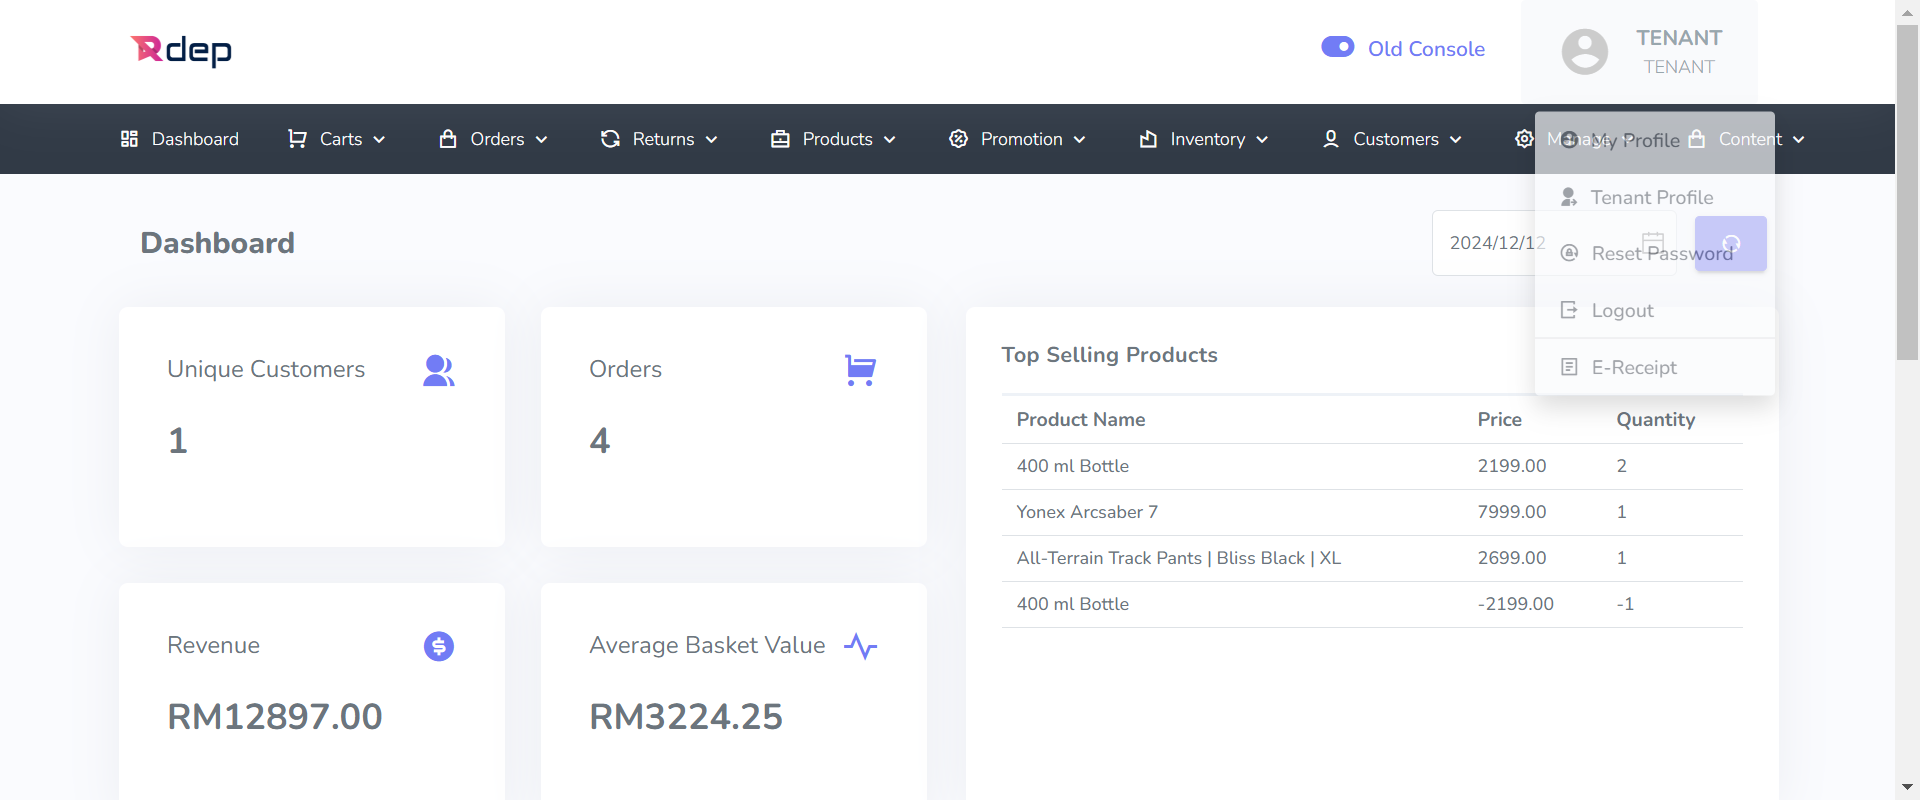 Rdep
Old Console
TENANT
TENANT
Dashboard Carts Orders Returns Products Promotion Inventory Customers Manage Content
My Profile
Tenant Profile
Reset Password
Logout
E-Receipt
Dashboard
2024/12/12
Unique Customers
1
Orders
4
Revenue
RM12897.00
Average Basket Value
RM3224.25
Top Selling Products
Product Name Price Quantity
400 ml Bottle 2199.00 2
Yonex Arcsaber 7 7999.00 1
All-Terrain Track Pants | Bliss Black | XL 2699.00 1
400 ml Bottle -2199.00 -1